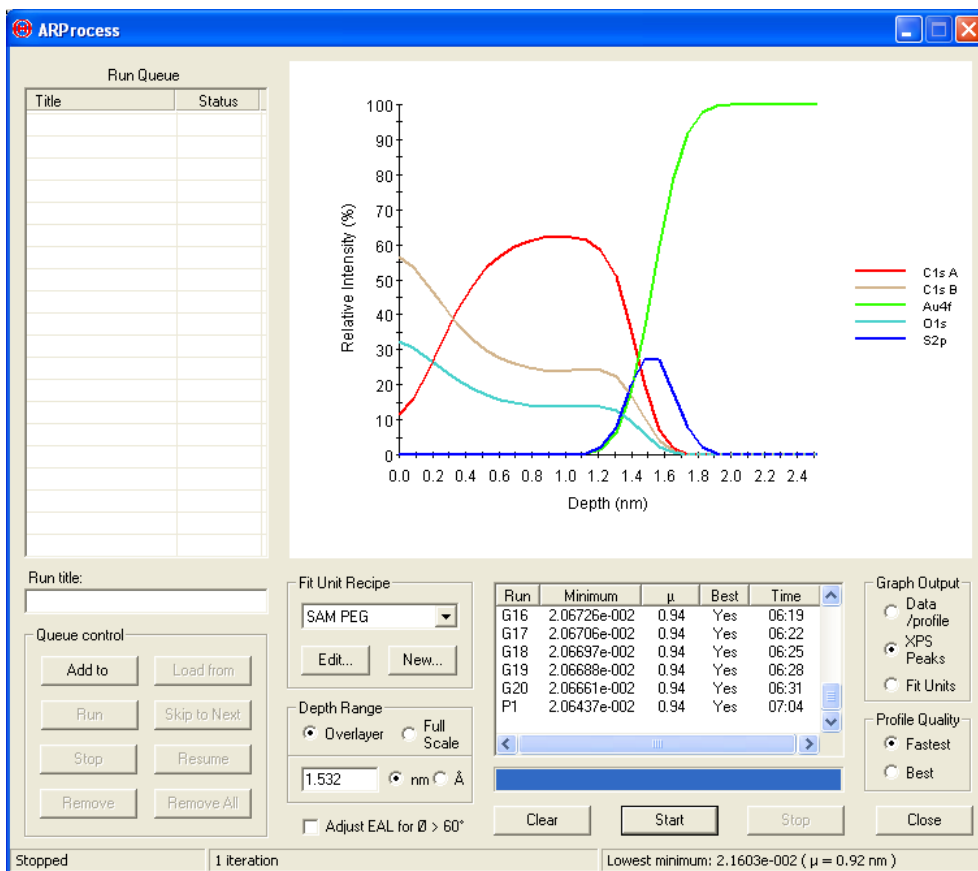 ARProcess
Run Queue
Title Status
Run title:
Queue control
Add to Load from
Run Skip to Next
Stop Resume
Remove Remove All
100
90
80
70
60
50
40
30
20
10
0
Relative Intensity (%)
0.0 0.2 0.4 0.6 0.8 1.0 1.2 1.4 1.6 1.8 2.0 2.2 2.4
Depth (nm)
C1s A
C1s B
Au4f
O1s
S2p
Fit Unit Recipe
SAM PEG
Edit... New...
Depth Range
Overlayer Full Scale
1.532 nm Å
Adjust EAL for Ø > 60°
Run Minimum µ Best Time
G16 2.06726e-002 0.94 Yes 06:19
G17 2.06706e-002 0.94 Yes 06:22
G18 2.06697e-002 0.94 Yes 06:25
G19 2.06688e-002 0.94 Yes 06:28
G20 2.06661e-002 0.94 Yes 06:31
P1 2.06437e-002 0.94 Yes 07:04
Clear Start Stop
Graph Output
Data
/profile
XPS
Peaks
Fit Units
Profile Quality
Fastest
Best
Close
Stopped 1 iteration Lowest minimum: 2.1603e-002 ( µ = 0.92 nm )